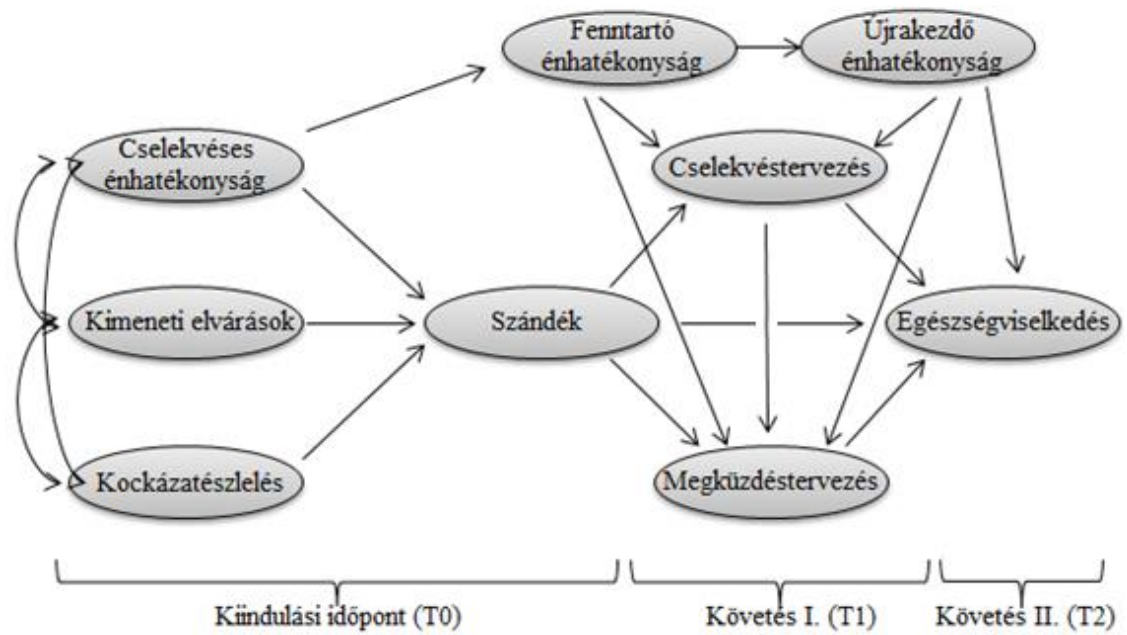 Fenntartó
énhatékonyság
Újrakezdő
énhatékonyság
Cselekvéses
énhatékonyság
Cselekvéstervezés
Kimeneti elvárások
Szándék
Egészségviselkedés
Kockázatészlelés
Megküzdéstervezés
Kiindulási időpont (T0)
Követés I. (T1)
Követés II. (T2)